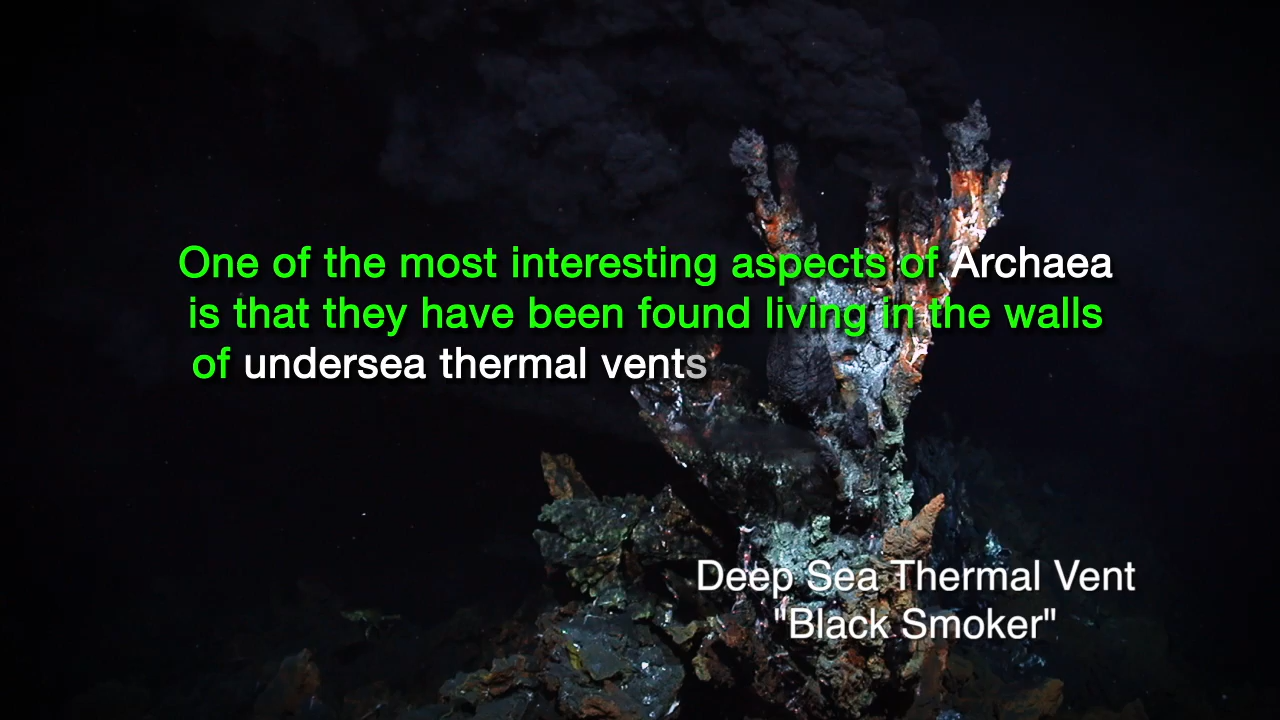 One of the most interesting aspects of Archaea
is that they have been found living in the walls
of undersea thermal vents
Deep Sea Thermal Vent
"Black Smoker"